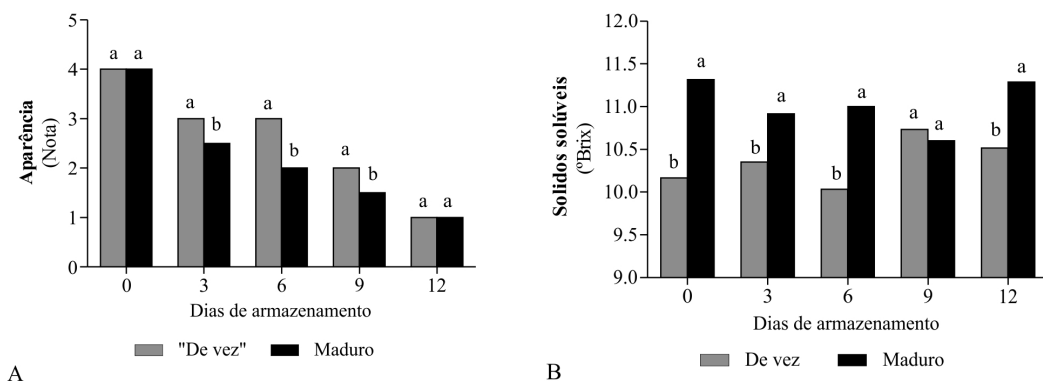 Aparência
(Nota)
5
4
3
2
1
0
a a
a b
a b
a b
a a
0 3 6 9 12
Dias de armazenamento
"De vez" Maduro
A
Solidos solúveis
(ºBrix)
12.0
11.5
11.0
10.5
10.0
9.5
9.0
b a
b a
b a
a a
b a
0 3 6 9 12
Dias de armazenamento
De vez Maduro
B